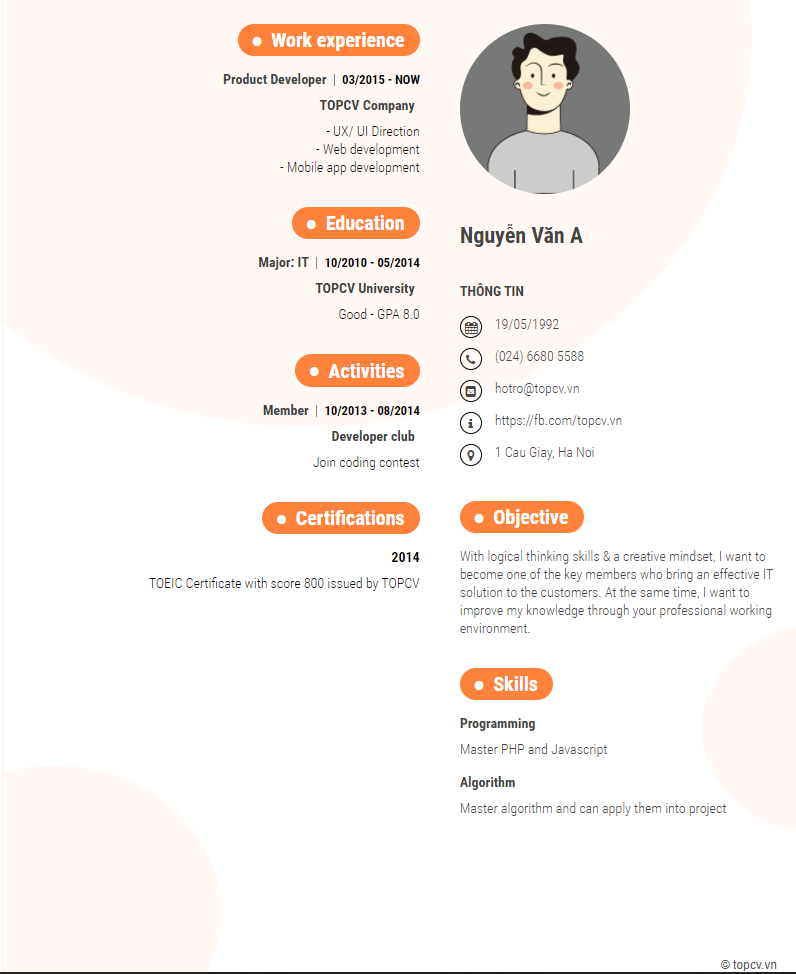 Work experience
Product Developer | 03/2015 - NOW
TOPCV Company
- UX/ UI Direction
- Web development
- Mobile app development
Education
Major: IT | 10/2010 - 05/2014
TOPCV University
Good - GPA 8.0
Activities
Member | 10/2013 - 08/2014
Developer club
Join coding contest
Certifications
2014
TOEIC Certificate with score 800 issued by TOPCV
Nguyễn Văn A
THÔNG TIN
19/05/1992
(024) 6680 5588
hotro@topcv.vn
https://fb.com/topcv.vn
1 Cau Giay, Ha Noi
Objective
With logical thinking skills & a creative mindset, I want to
become one of the key members who bring an effective IT
solution to the customers. At the same time, I want to
improve my knowledge through your professional working
environment.
Skills
Programming
Master PHP and Javascript
Algorithm
Master algorithm and can apply them into project
© topcv.vn